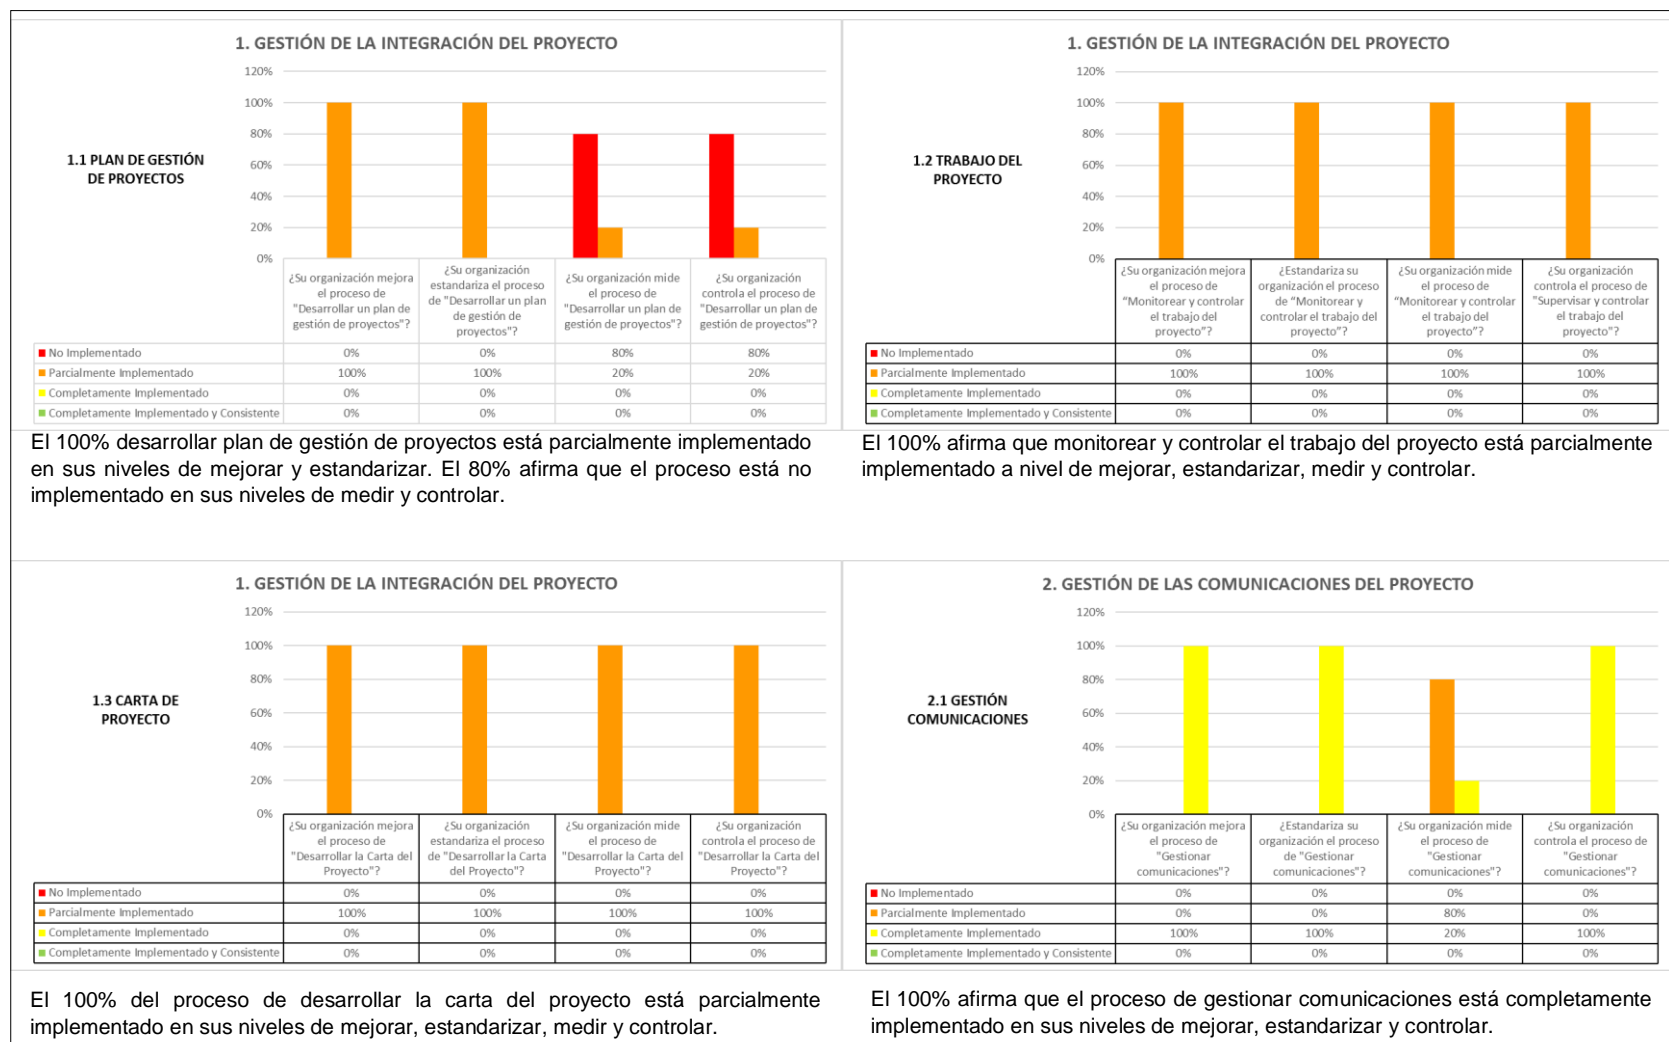 1. GESTIÓN DE LA INTEGRACIÓN DEL PROYECTO
120%
100%
80%
60%
40%
20%
0%
1.1 PLAN DE GESTIÓN
DE PROYECTOS
¿Su organización mejora
el proceso de
"Desarrollar un plan de
gestión de proyectos"?
¿Su organización
estandariza el proceso
de "Desarrollar un plan
de gestión de
proyectos"?
¿Su organización mide
el proceso de
"Desarrollar un plan de
gestión de proyectos"?
¿Su organización
controla el proceso de
"Desarrollar un plan de
gestión de proyectos"?
No Implementado 0% 0% 80% 80%
Parcialmente Implementado 100% 100% 20% 20%
Completamente Implementado 0% 0% 0% 0%
Completamente Implementado y Consistente 0% 0% 0% 0%
El 100% desarrollar plan de gestión de proyectos está parcialmente implementado
en sus niveles de mejorar y estandarizar. El 80% afirma que el proceso está no
implementado en sus niveles de medir y controlar.
1. GESTIÓN DE LA INTEGRACIÓN DEL PROYECTO
120%
100%
80%
60%
40%
20%
0%
1.2 TRABAJO DEL
PROYECTO
¿Su organización mejora
el proceso de
“Monitorear y controlar
el trabajo del
proyecto”?
¿Estandariza su
organización el proceso
de “Monitorear y
controlar el trabajo del
proyecto”?
¿Su organización mide
el proceso de
“Monitorear y controlar
el trabajo del
proyecto”?
¿Su organización
controla el proceso de
"Supervisar y controlar
el trabajo del
proyecto"?
No Implementado 0% 0% 0% 0%
Parcialmente Implementado 100% 100% 100% 100%
Completamente Implementado 0% 0% 0% 0%
Completamente Implementado y Consistente 0% 0% 0% 0%
El 100% afirma que monitorear y controlar el trabajo del proyecto está parcialmente
implementado a nivel de mejorar, estandarizar, medir y controlar.
1. GESTIÓN DE LA INTEGRACIÓN DEL PROYECTO
120%
100%
80%
60%
40%
20%
0%
1.3 CARTA DE
PROYECTO
¿Su organización mejora
el proceso de
"Desarrollar la Carta del
Proyecto"?
¿Su organización
estandariza el proceso
de "Desarrollar la Carta
del Proyecto"?
¿Su organización mide
el proceso de
"Desarrollar la Carta del
Proyecto"?
¿Su organización
controla el proceso de
"Desarrollar la Carta del
Proyecto"?
No Implementado 0% 0% 0% 0%
Parcialmente Implementado 100% 100% 100% 100%
Completamente Implementado 0% 0% 0% 0%
Completamente Implementado y Consistente 0% 0% 0% 0%
El 100% del proceso de desarrollar la carta del proyecto está parcialmente
implementado en sus niveles de mejorar, estandarizar, medir y controlar.
2. GESTIÓN DE LAS COMUNICACIONES DEL PROYECTO
120%
100%
80%
60%
40%
20%
0%
2.1 GESTIÓN
COMUNICACIONES
¿Su organización mejora
el proceso de
"Gestionar
comunicaciones"?
¿Estandariza su
organización el proceso
de "Gestionar
comunicaciones"?
¿Su organización mide
el proceso de
"Gestionar
comunicaciones"?
¿Su organización
controla el proceso de
"Gestionar
comunicaciones"?
No Implementado 0% 0% 0% 0%
Parcialmente Implementado 0% 0% 80% 0%
Completamente Implementado 100% 100% 20% 100%
Completamente Implementado y Consistente 0% 0% 0% 0%
El 100% afirma que el proceso de gestionar comunicaciones está completamente
implementado en sus niveles de mejorar, estandarizar y controlar.